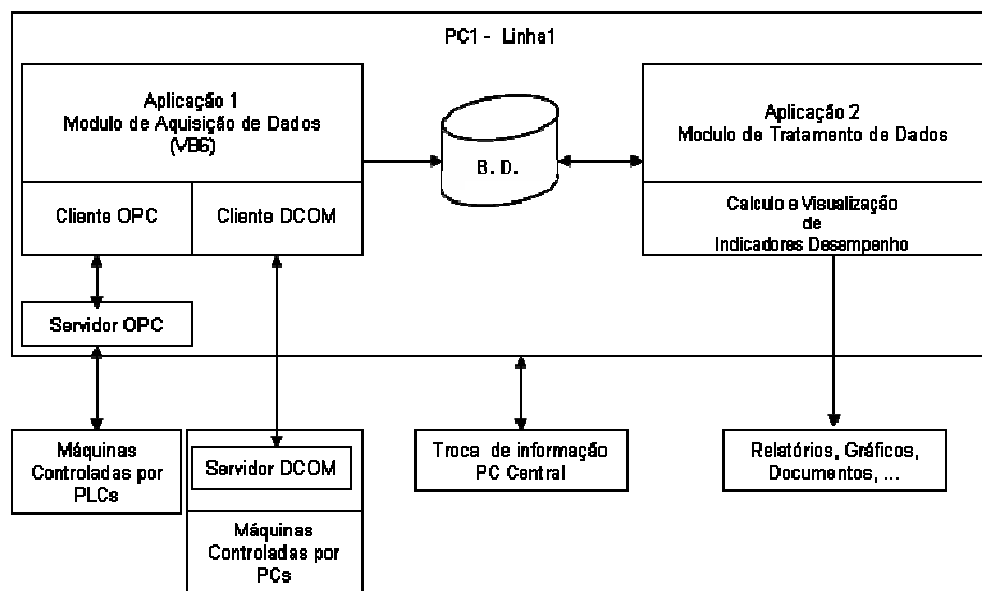 PC1 - Linha1
Aplicação 1
Modulo de Aquisição de Dados
(VB6)
Cliente OPC
Cliente DCOM
B. D.
Aplicação 2
Modulo de Tratamento de Dados
Calculo e Visualização
de
Indicadores Desempenho
Servidor OPC
Máquinas
Controladas por
PLCs
Servidor DCOM
Máquinas
Controladas por
PCs
Troca de informação
PC Central
Relatórios, Gráficos,
Documentos, ...